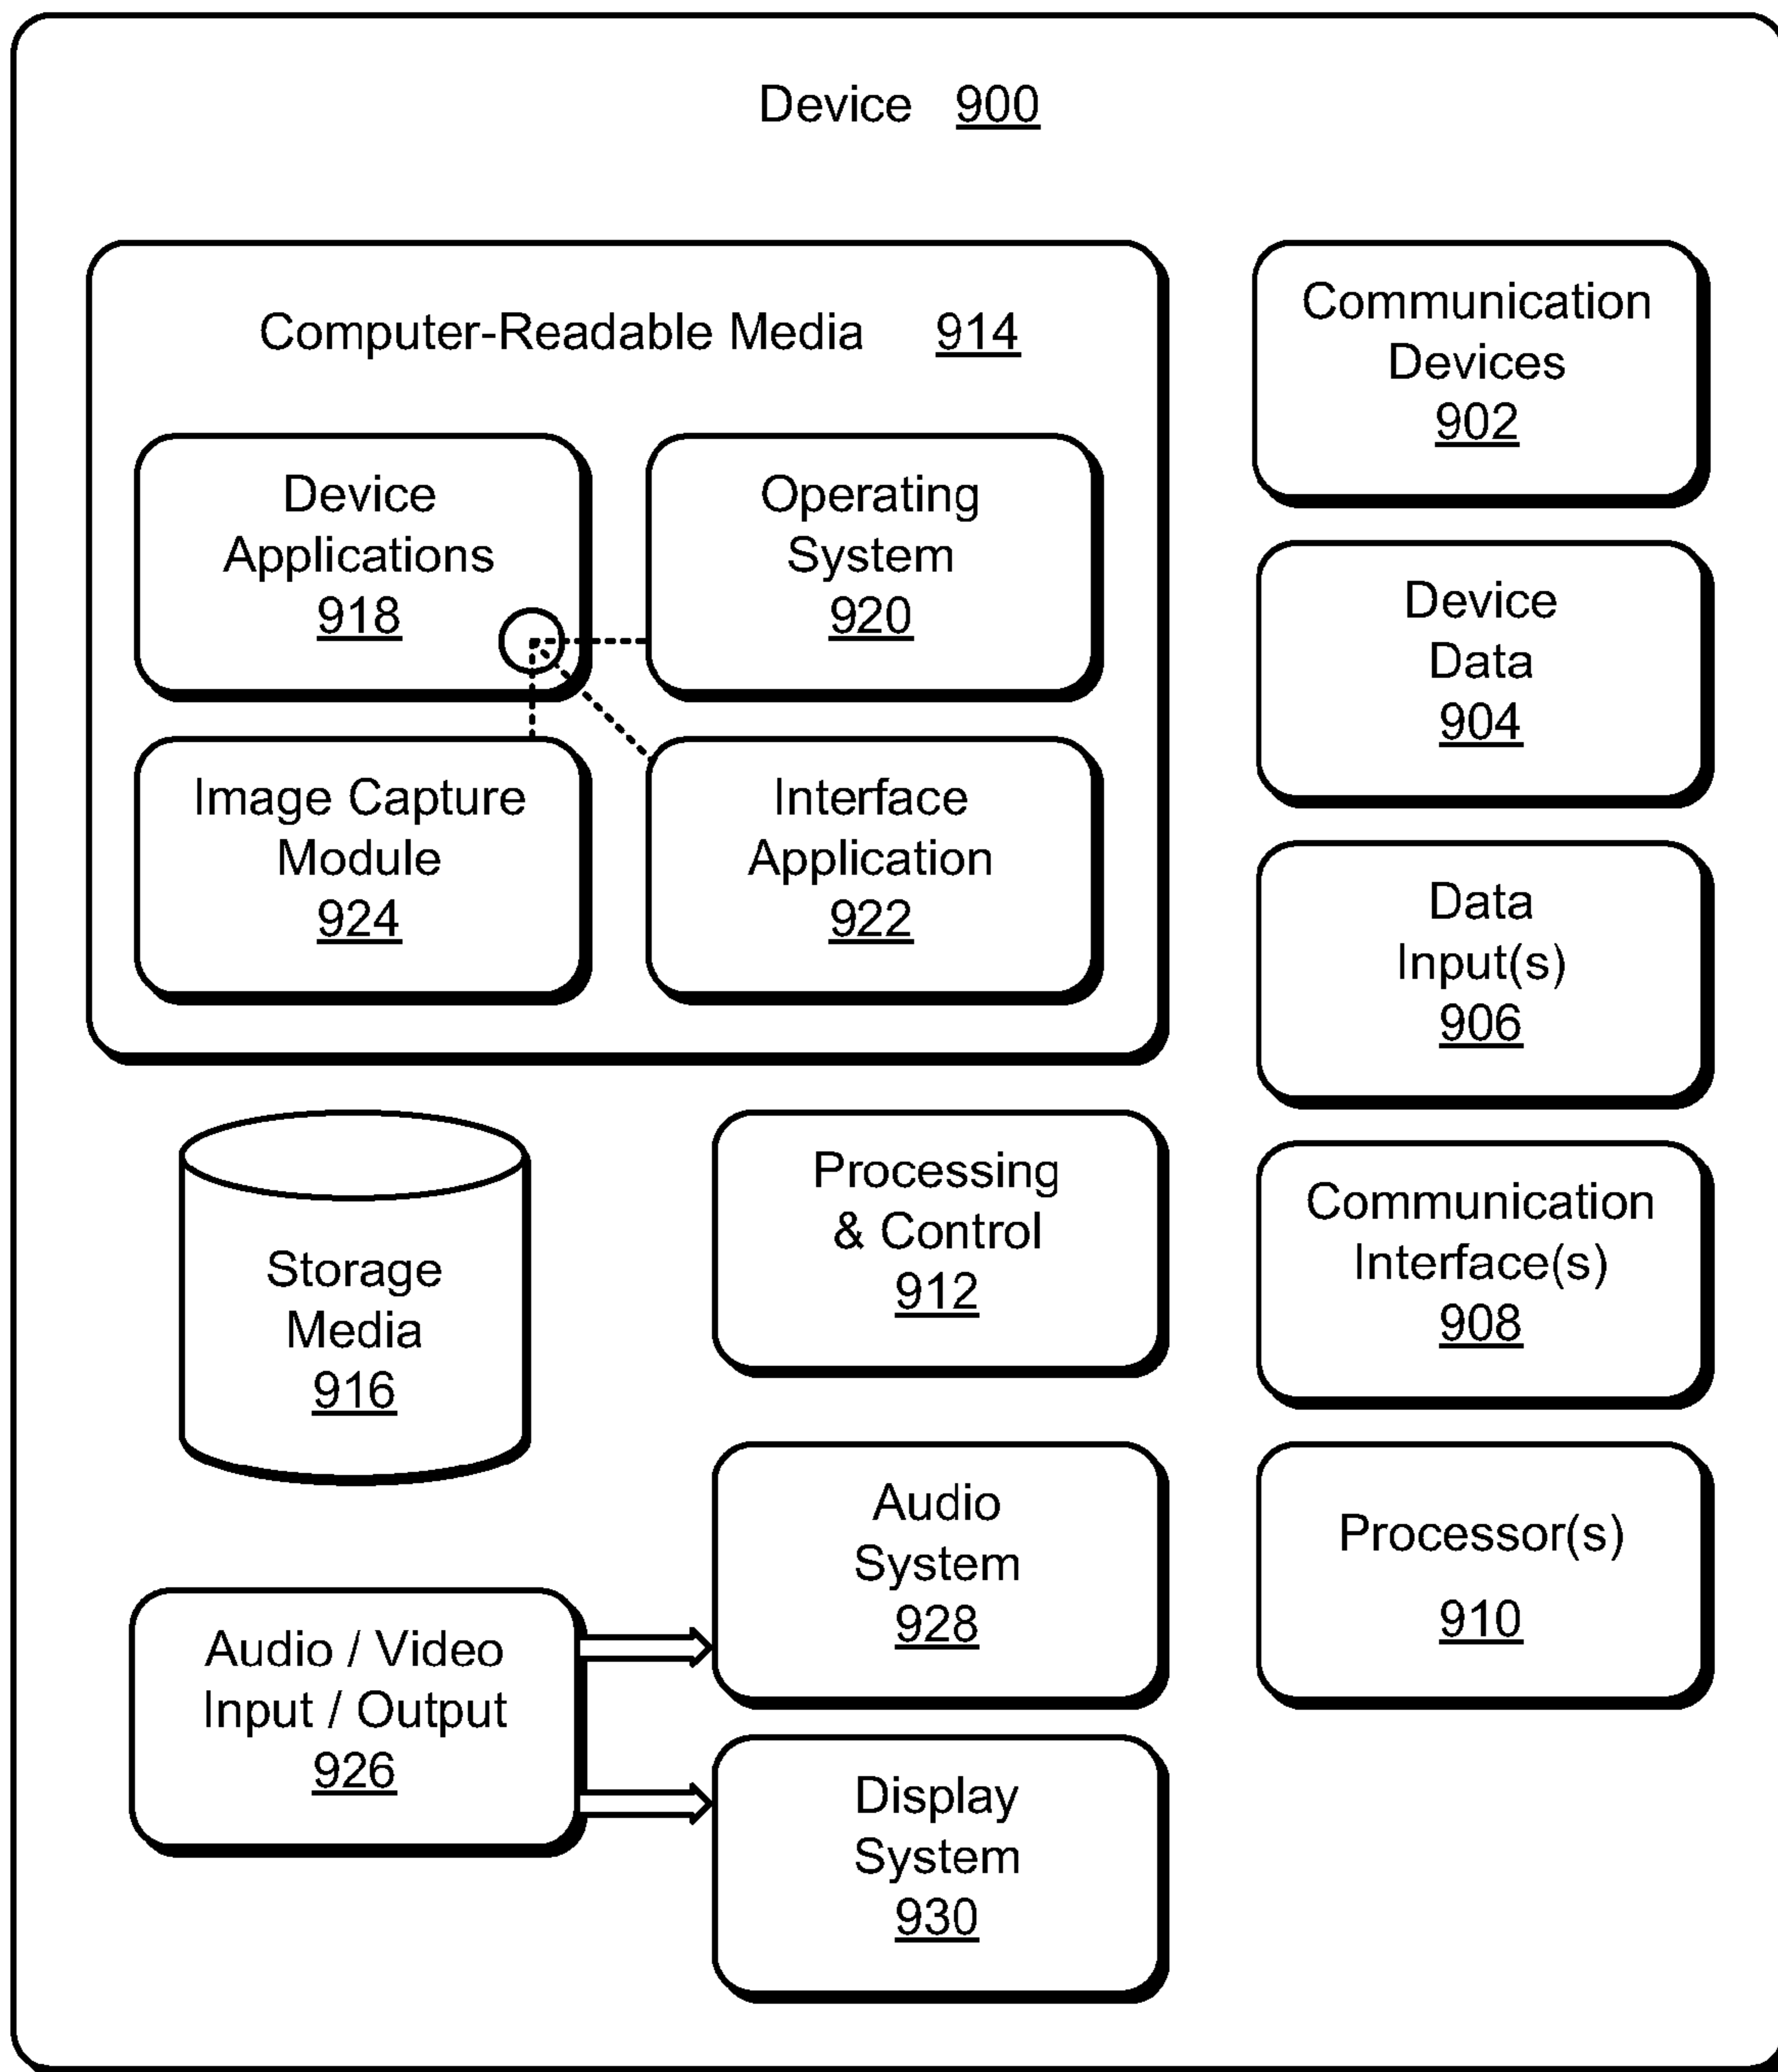 Device 900
Computer-Readable Media 914
Device
Applications
918
Operating
System
920
Image Capture
Module
924
Interface
Application
922
Storage
Media
916
Processing
& Control
912
Audio / Video
Input / Output
926
Audio
System
928
Display
System
930
Communication
Devices
902
Device
Data
904
Data
Input(s)
906
Communication
Interface(s)
908
Processor(s)
910